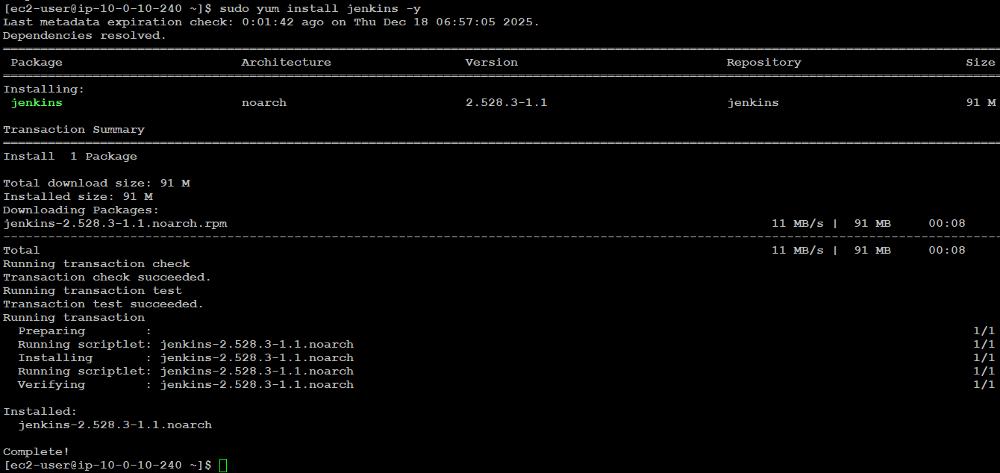 [ec2-user@ip-10-0-10-240 ~]$ sudo yum install jenkins -y
Last metadata expiration check: 0:01:42 ago on Thu Dec 18 06:57:05 2025.
Dependencies resolved.
================================================================================
Package Architecture Version Repository Size
================================================================================
Installing:
jenkins noarch 2.528.3-1.1 jenkins 91 M
Transaction Summary
================================================================================
Install 1 Package
Total download size: 91 M
Installed size: 91 M
Downloading Packages:
jenkins-2.528.3-1.1.noarch.rpm 11 MB/s | 91 MB 00:08
--------------------------------------------------------------------------------
Total 11 MB/s | 91 MB 00:08
Running transaction check
Transaction check succeeded.
Running transaction test
Transaction test succeeded.
Running transaction
Preparing : 1/1
Running scriptlet: jenkins-2.528.3-1.1.noarch 1/1
Installing : jenkins-2.528.3-1.1.noarch 1/1
Running scriptlet: jenkins-2.528.3-1.1.noarch 1/1
Verifying : jenkins-2.528.3-1.1.noarch 1/1
Installed:
jenkins-2.528.3-1.1.noarch
Complete!
[ec2-user@ip-10-0-10-240 ~]$